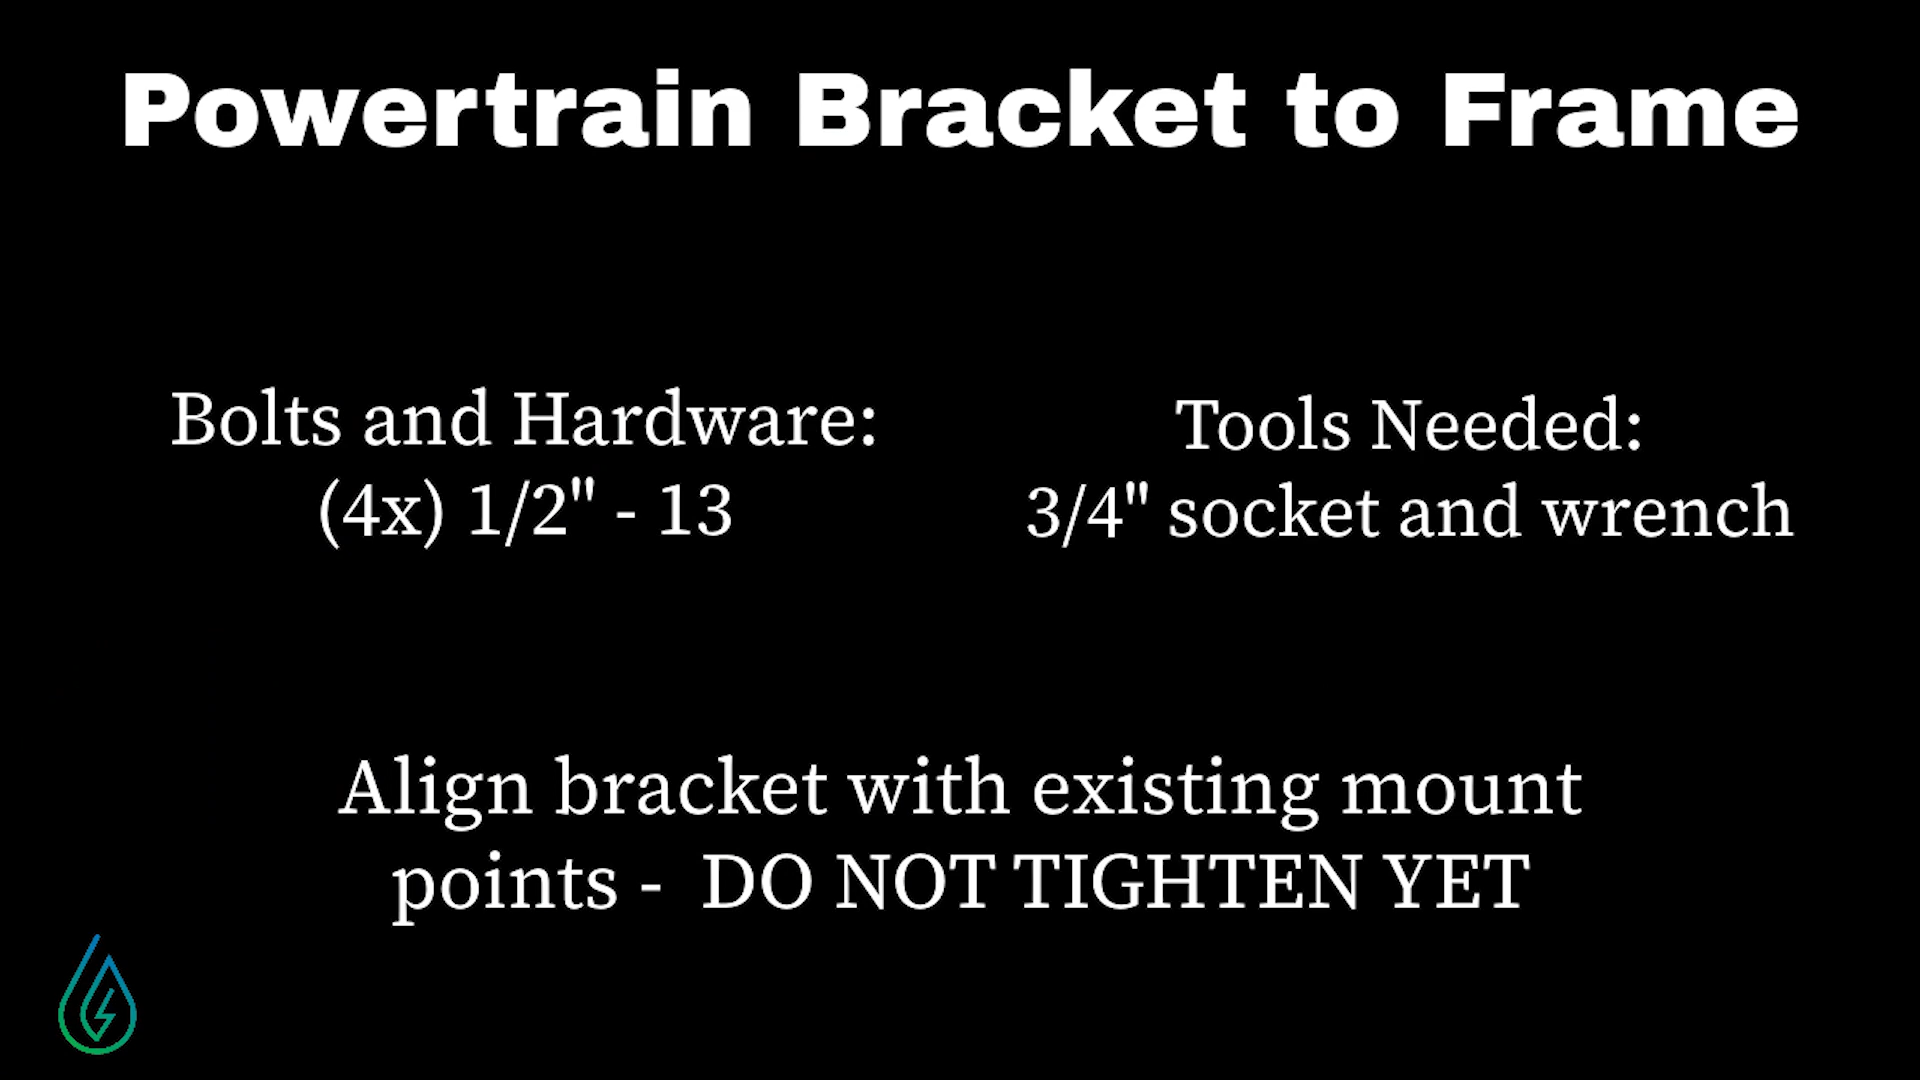 Powertrain Bracket to Frame
Bolts and Hardware:
(4x) 1/2" - 13
Tools Needed:
3/4" socket and wrench
Align bracket with existing mount
points -  DO NOT TIGHTEN YET